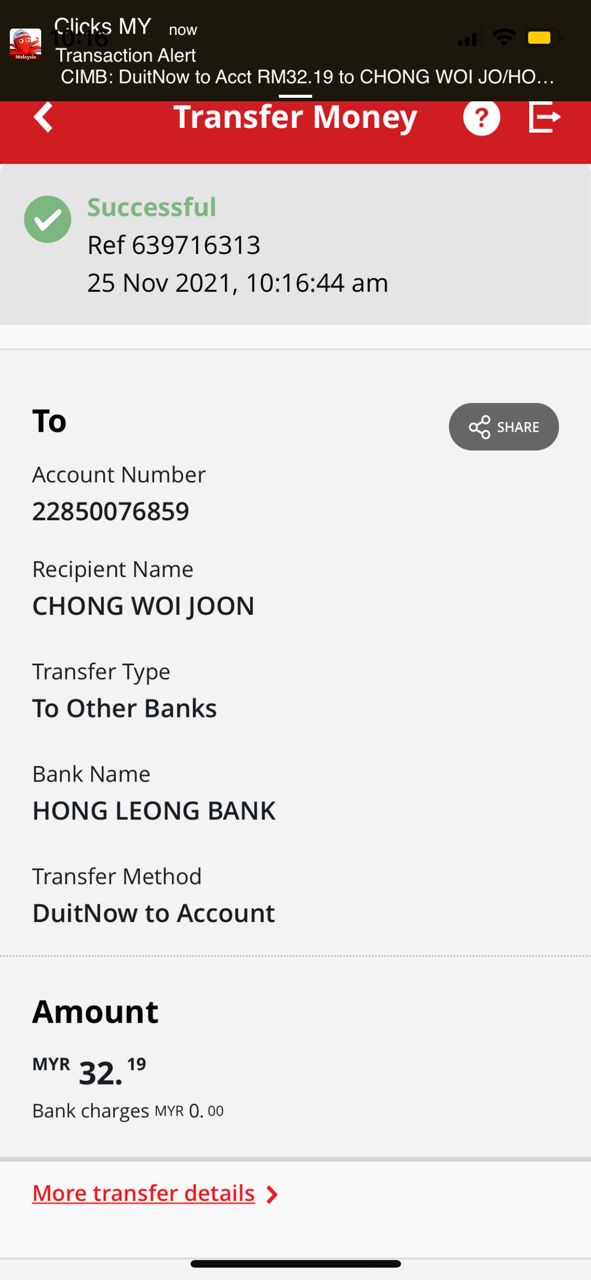 Clicks MY now
10:16
Malaysia
Transaction Alert
CIMB: DuitNow to Acct RM32.19 to CHONG WOI JO/HO...
Transfer Money ?
Successful
Ref 639716313
25 Nov 2021, 10:16:44 am
To
SHARE
Account Number
22850076859
Recipient Name
CHONG WOI JOON
Transfer Type
To Other Banks
Bank Name
HONG LEONG BANK
Transfer Method
DuitNow to Account
Amount
MYR 32.19
Bank charges MYR 0.00
More transfer details